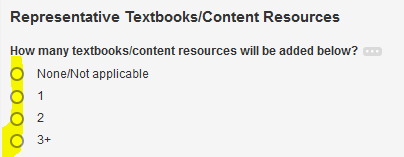 Representative Textbooks/Content Resources
How many textbooks/content resources will be added below?
None/Not applicable
1
2
3+